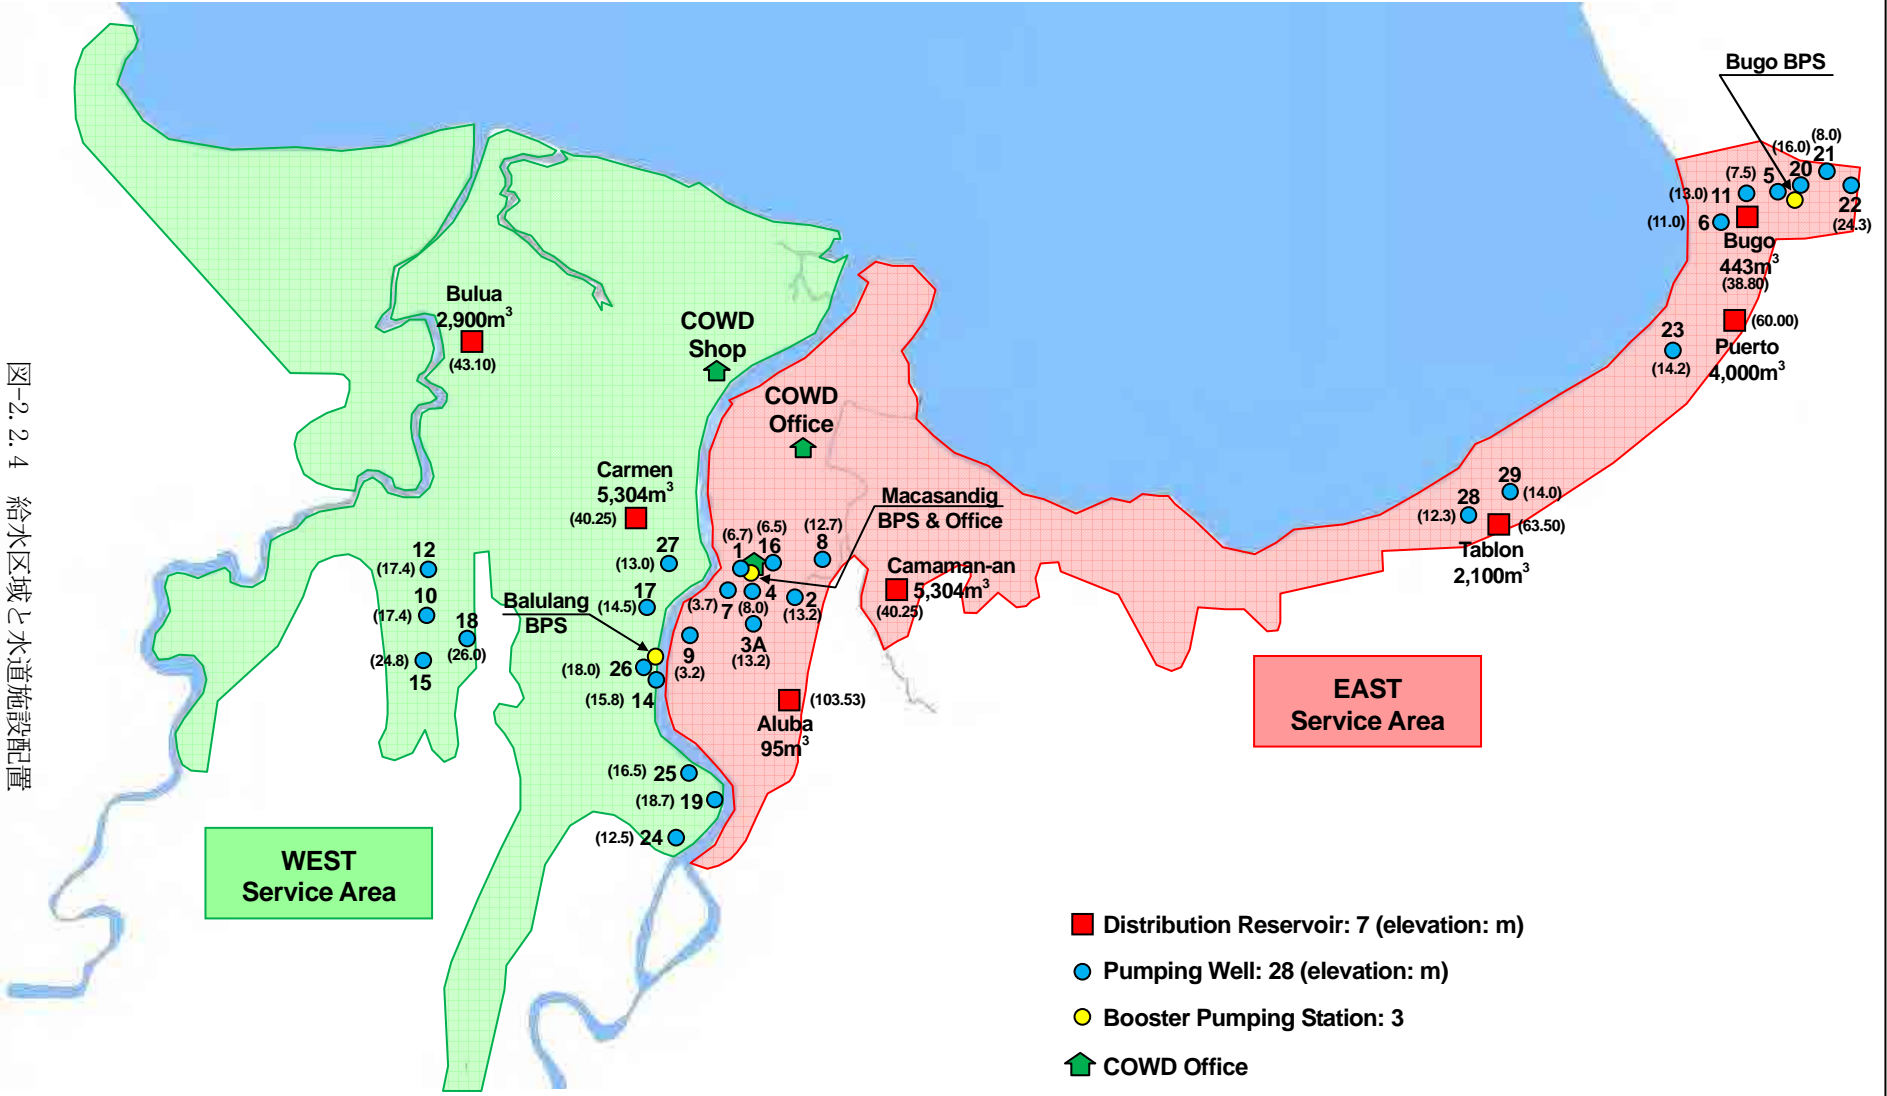 図-2.2.4 給水区域と水道施設配置
Bugo BPS
(8.0)
(16.0)
21
(7.5)
5
20
(13.0)
11
22
(24.3)
(11.0)
6
Bugo
443m³
(38.80)
(60.00)
Puerto
4,000m³
23
(14.2)
29
(14.0)
28
(12.3)
(63.50)
Tablon
2,100m³
Bulua
2,900m³
(43.10)
COWD
Shop
COWD
Office
Carmen
5,304m³
(40.25)
Macasandig
BPS & Office
(6.7)
(6.5)
(12.7)
1
16
8
27
(13.0)
Camaman-an
5,304m³
(40.25)
12
(17.4)
10
(17.4)
18
(26.0)
(24.8)
15
17
(14.5)
Balulang
BPS
(3.7)
7
4
(8.0)
2
(13.2)
3A
(13.2)
9
(3.2)
(18.0)
26
(15.8)
14
(103.53)
Aluba
95m³
(16.5)
25
(18.7)
19
(12.5)
24
EAST
Service Area
WEST
Service Area
Distribution Reservoir: 7 (elevation: m)
Pumping Well: 28 (elevation: m)
Booster Pumping Station: 3
COWD Office